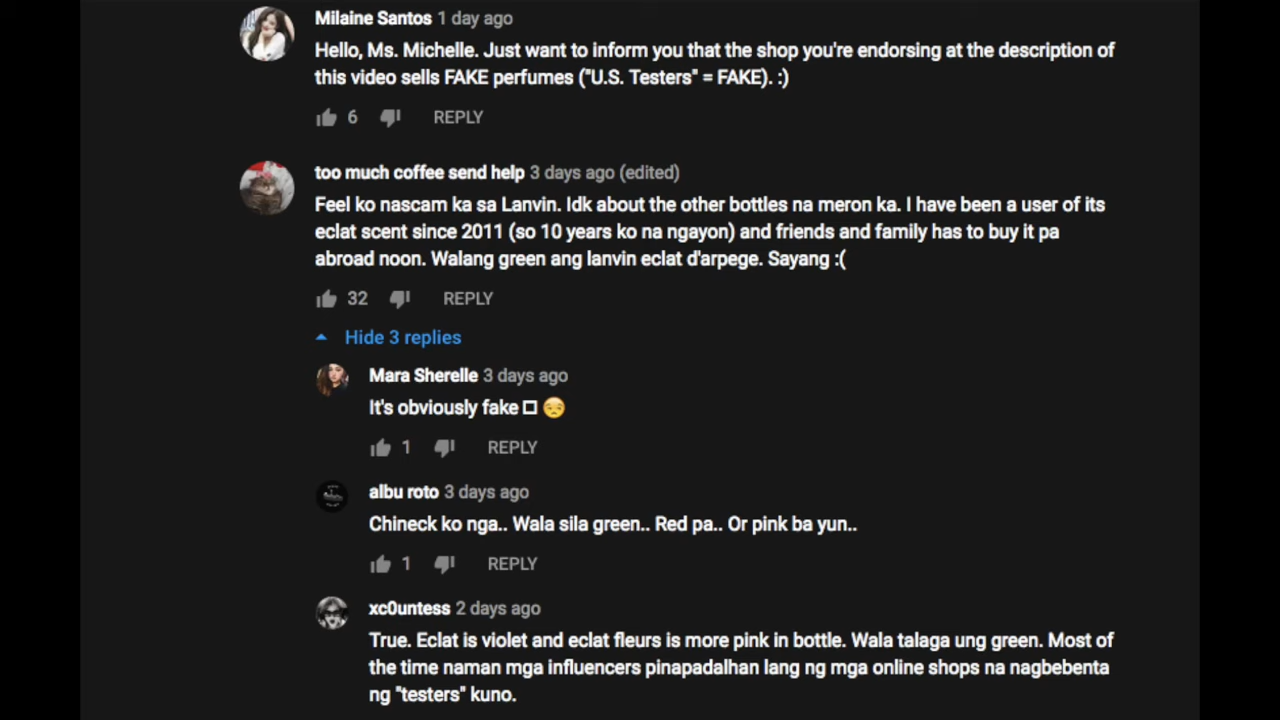 Milaine Santos 1 day ago
Hello, Ms. Michelle. Just want to inform you that the shop you're endorsing at the description of
this video sells FAKE perfumes ("U.S. Testers" = FAKE). :)
6 REPLY
too much coffee send help 3 days ago (edited)
Feel ko nascam ka sa Lanvin. Idk about the other bottles na meron ka. I have been a user of its
eclat scent since 2011 (so 10 years ko na ngayon) and friends and family has to buy it pa
abroad noon. Walang green ang lanvin eclat d'arpege. Sayang :(
32 REPLY
Hide 3 replies
Mara Sherelle 3 days ago
It's obviously fake □ 😒
1 REPLY
albu roto 3 days ago
Chineck ko nga.. Wala sila green.. Red pa.. Or pink ba yun..
1 REPLY
xc0untess 2 days ago
True. Eclat is violet and eclat fleurs is more pink in bottle. Wala talaga ung green. Most of
the time naman mga influencers pinapadalhan lang ng mga online shops na nagbebenta
ng "testers" kuno.